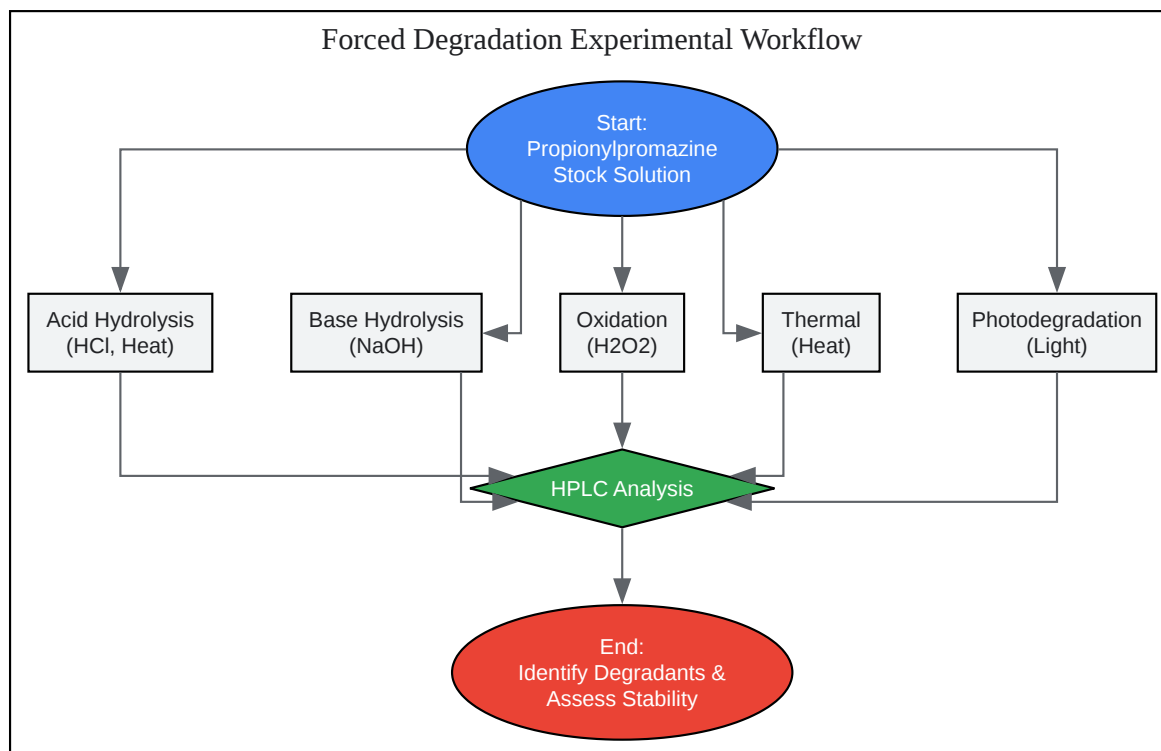 Forced Degradation Experimental Workflow
Start:
Propionylpromazine
Stock Solution
Acid Hydrolysis
(HCl, Heat)
Base Hydrolysis
(NaOH)
Oxidation
(H2O2)
Thermal
(Heat)
Photodegradation
(Light)
HPLC Analysis
End:
Identify Degradants &
Assess Stability